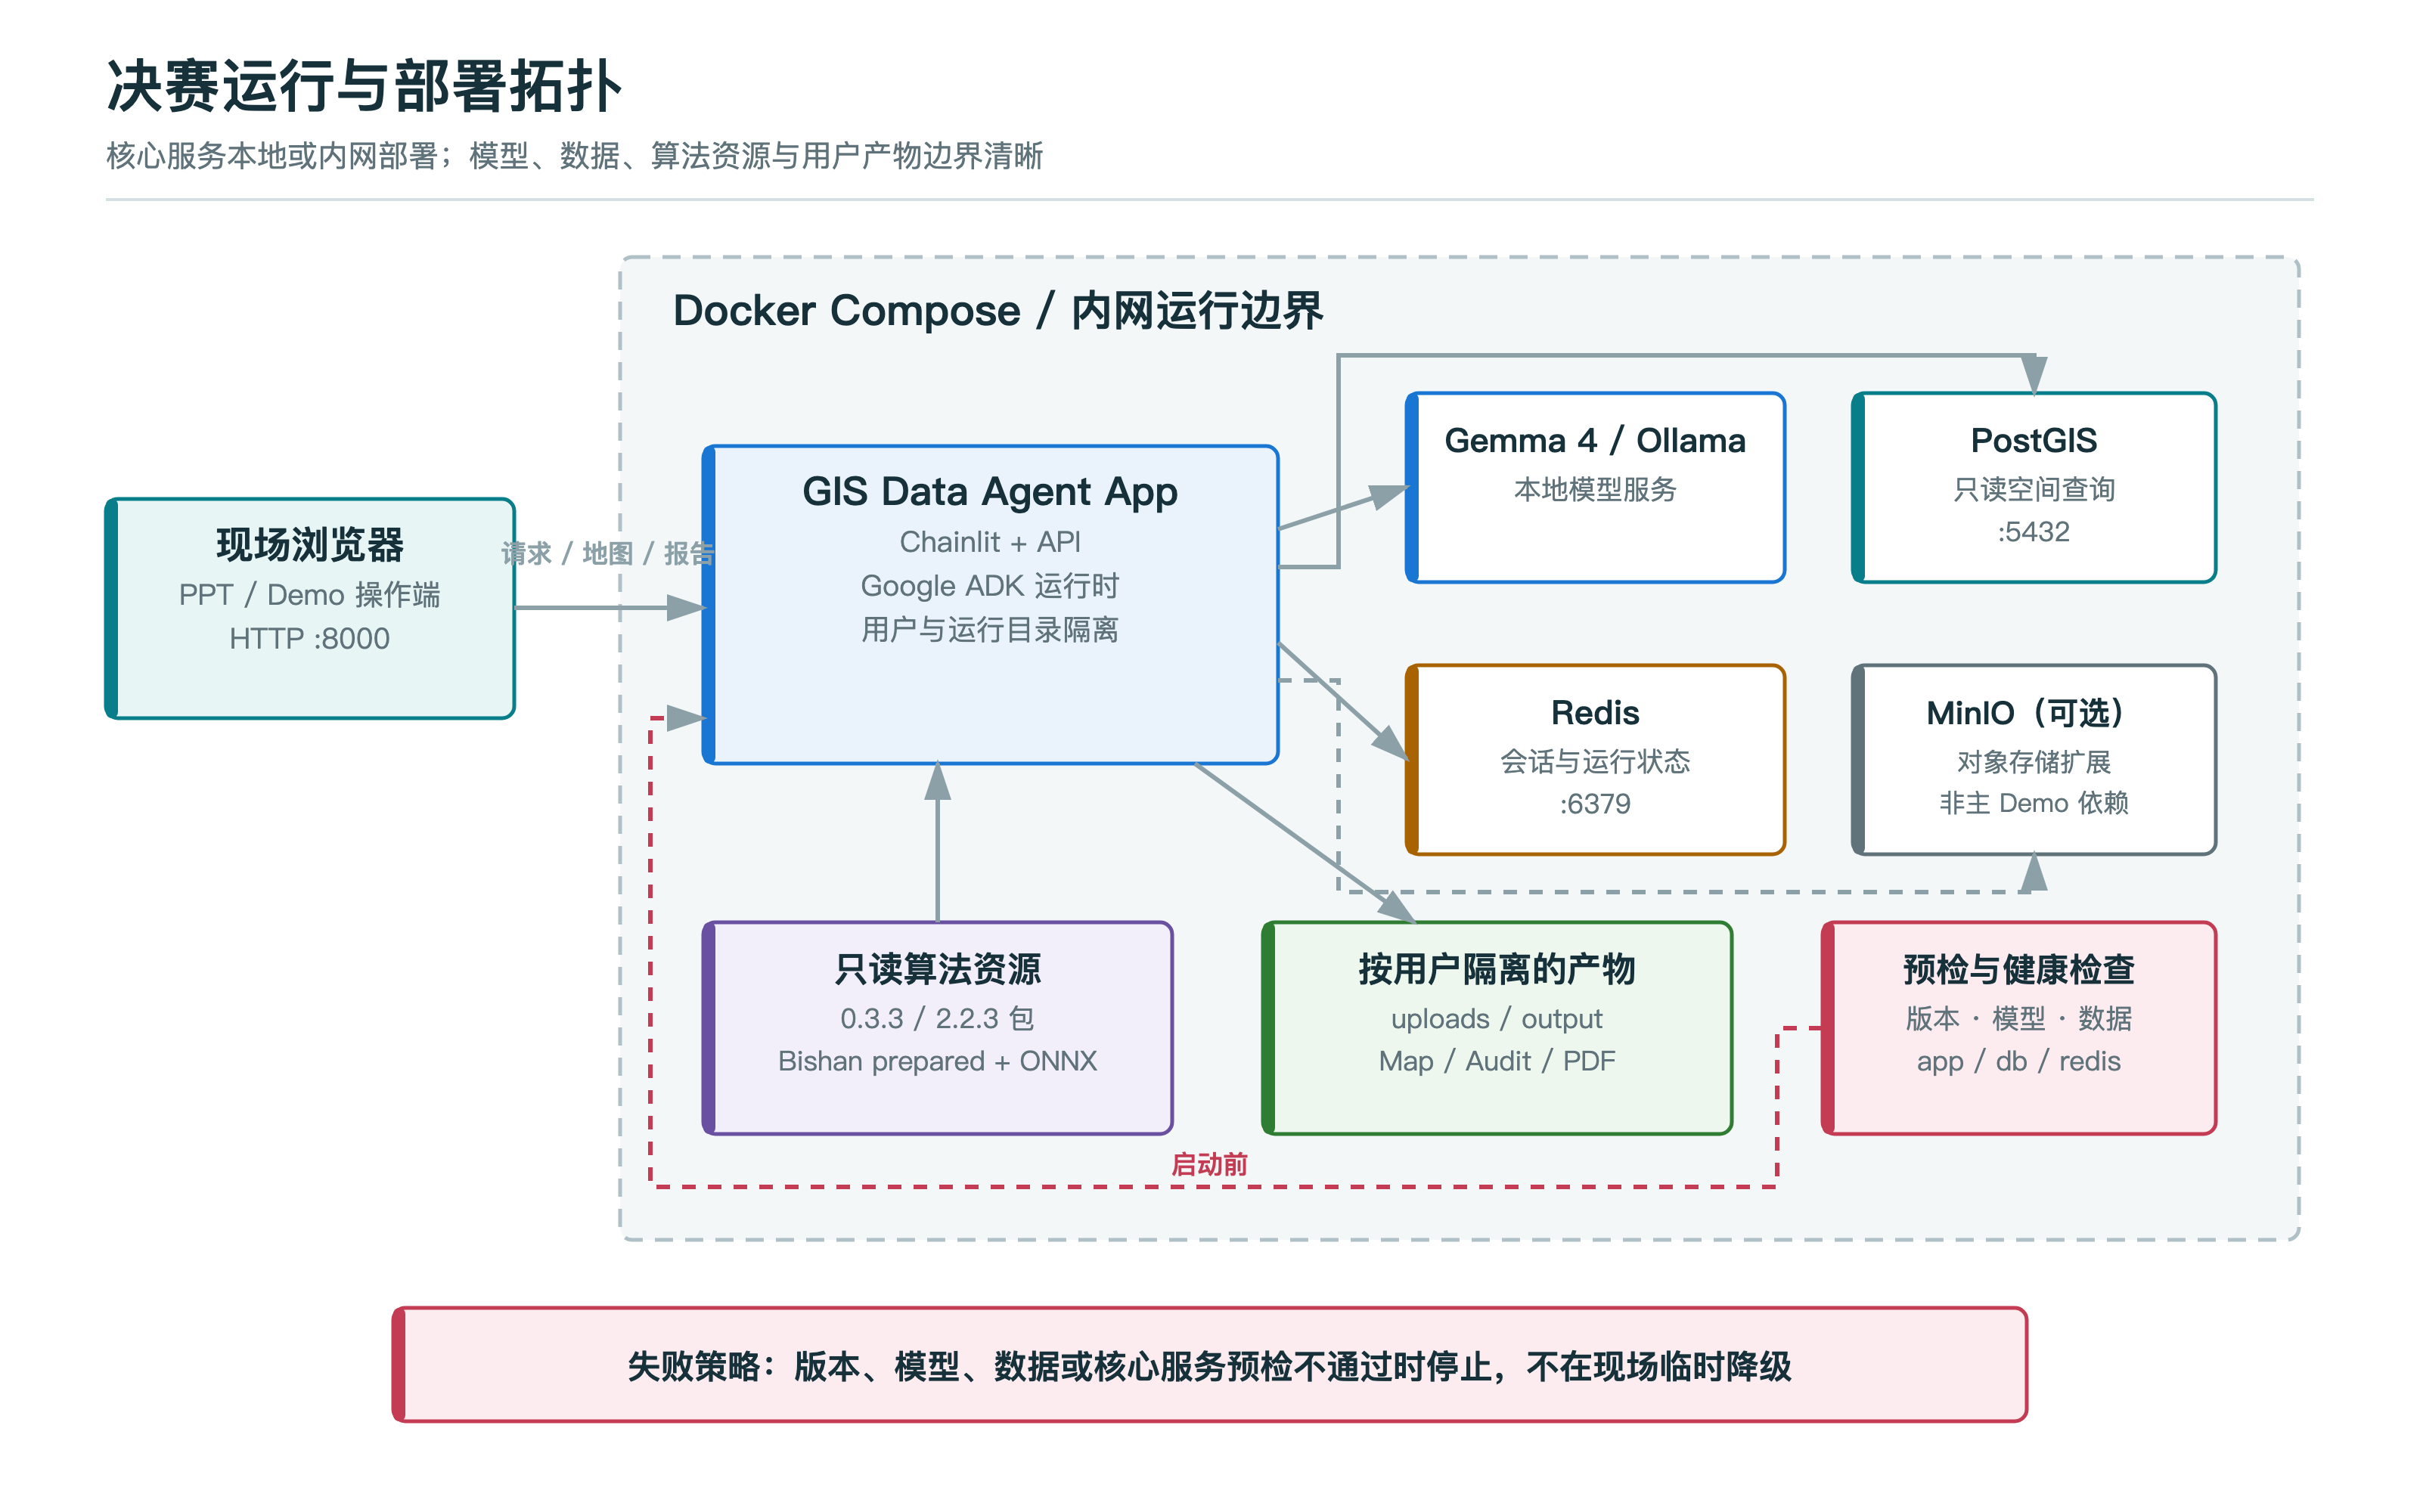 决赛运行与部署拓扑
核心服务本地或内网部署；模型、数据、算法资源与用户产物边界清晰
Docker Compose / 内网运行边界
现场浏览器
PPT / Demo 操作端
HTTP :8000
请求 / 地图 / 报告
GIS Data Agent App
Chainlit + API
Google ADK 运行时
用户与运行目录隔离
Gemma 4 / Ollama
本地模型服务
PostGIS
只读空间查询
:5432
Redis
会话与运行状态
:6379
MinIO（可选）
对象存储扩展
非主 Demo 依赖
只读算法资源
0.3.3 / 2.2.3 包
Bishan prepared + ONNX
按用户隔离的产物
uploads / output
Map / Audit / PDF
预检与健康检查
版本 · 模型 · 数据
app / db / redis
启动前
失败策略：版本、模型、数据或核心服务预检不通过时停止，不在现场临时降级